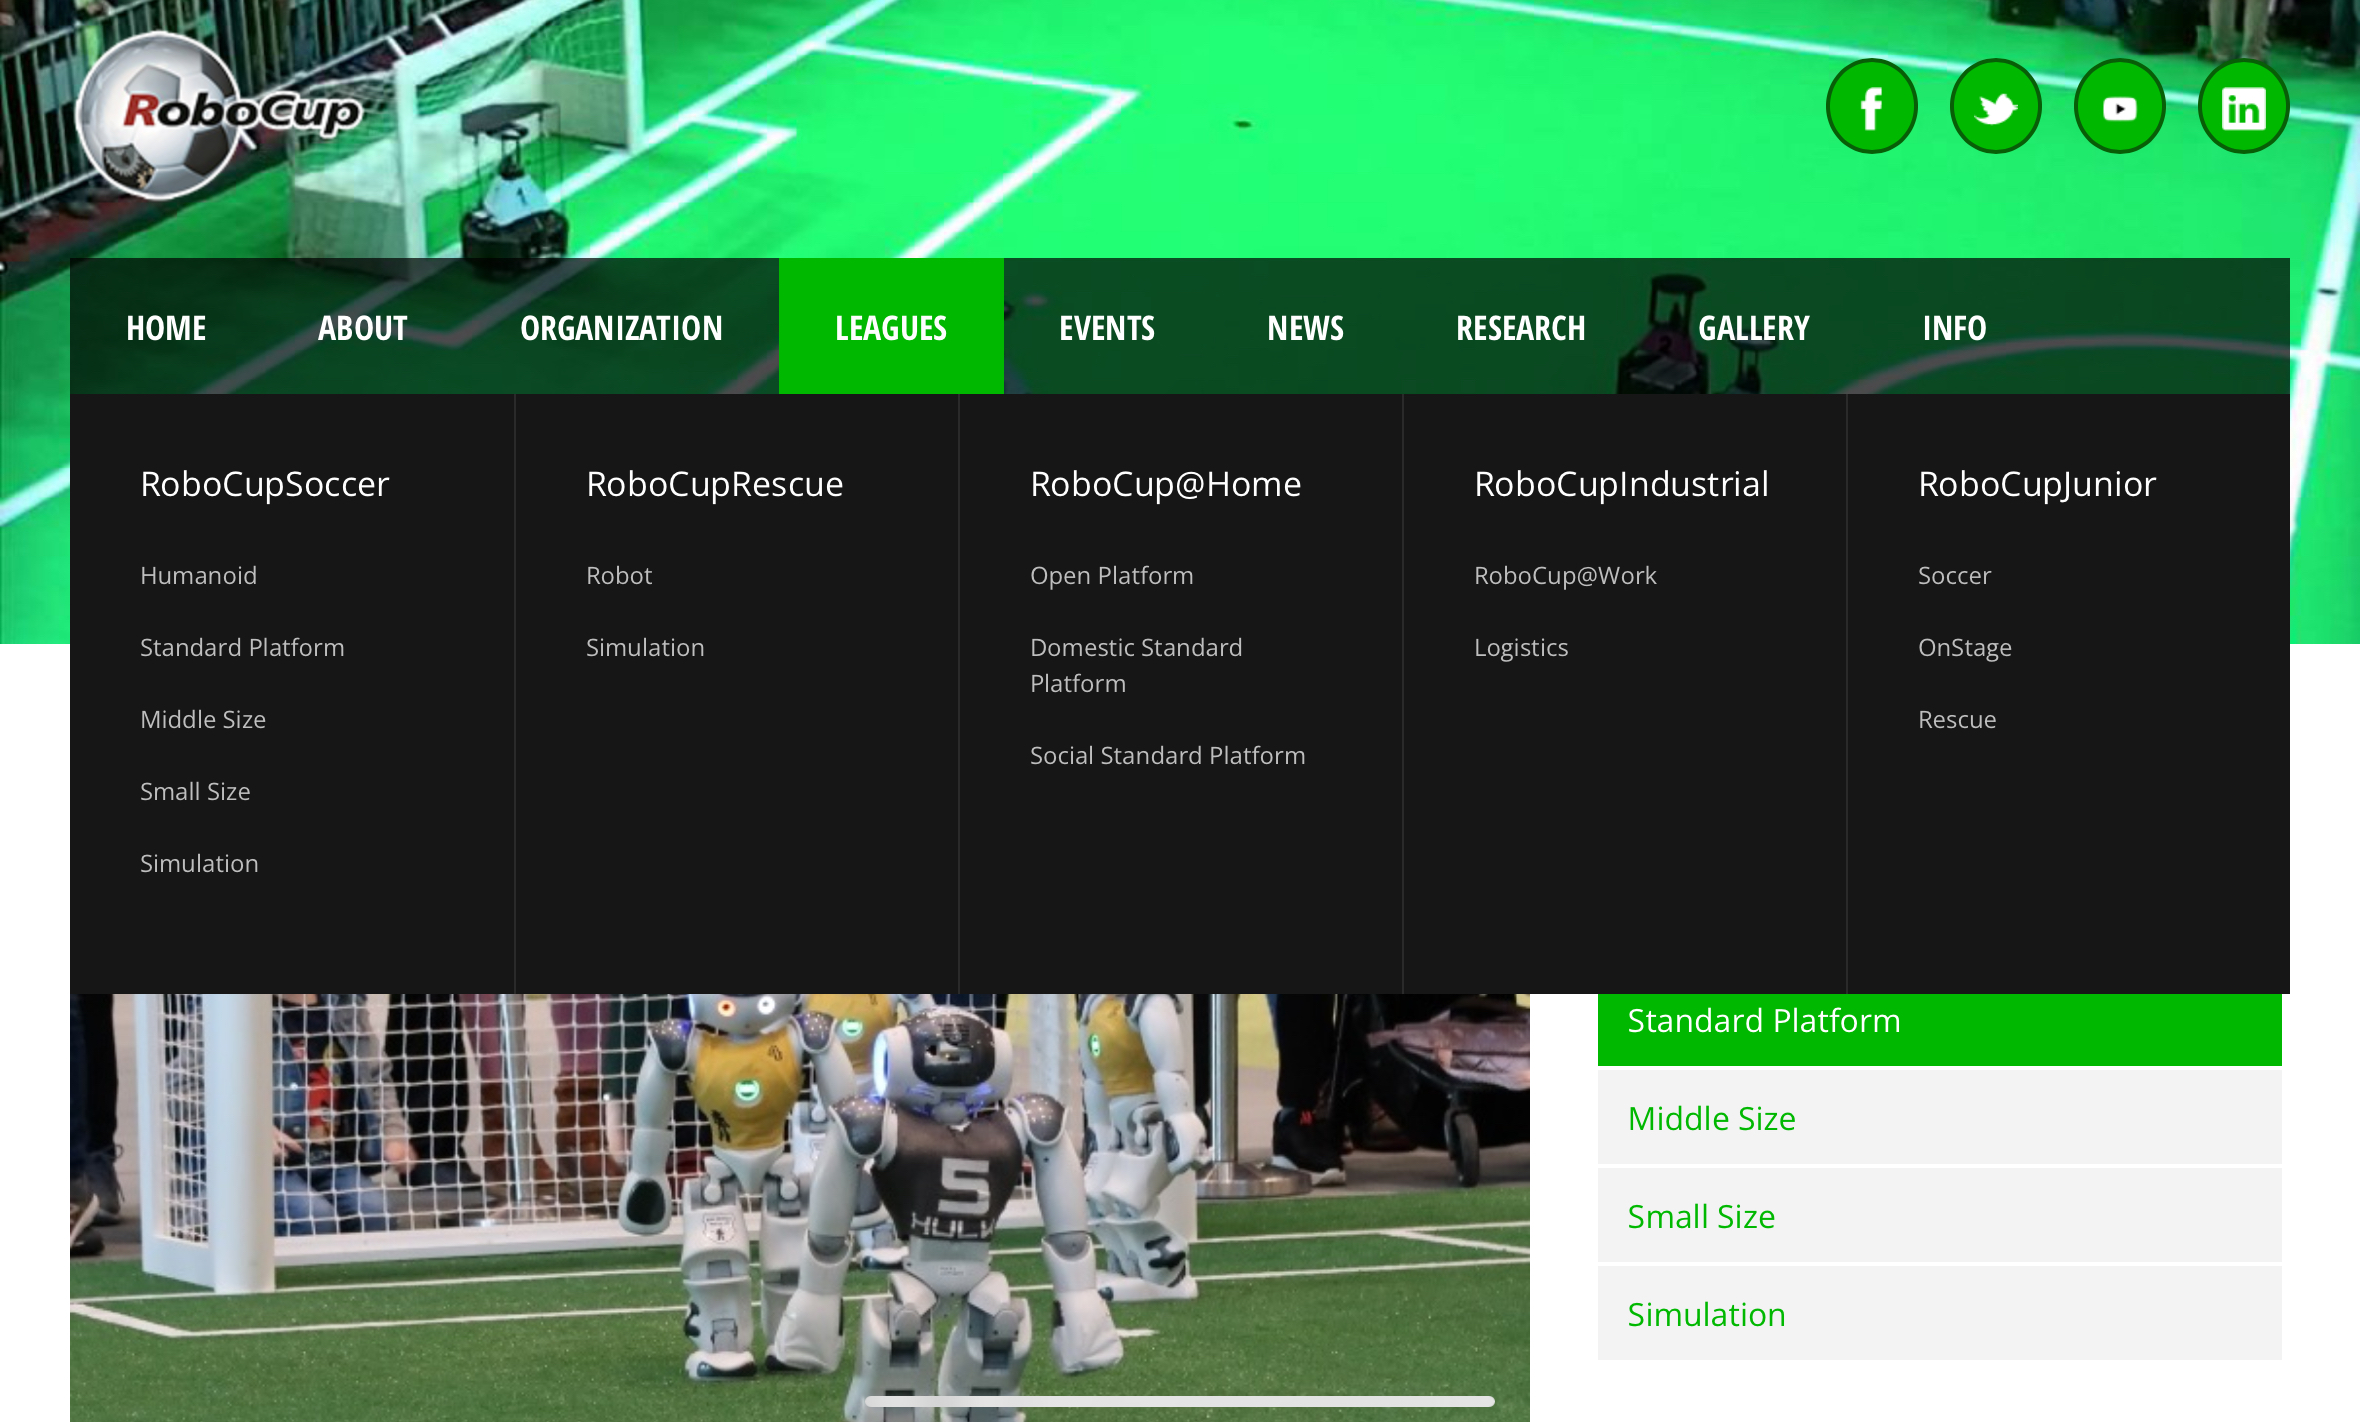 RoboCup
HOME
ABOUT
ORGANIZATION
LEAGUES
EVENTS
NEWS
RESEARCH
GALLERY
INFO
RoboCupSoccer
Humanoid
Standard Platform
Middle Size
Small Size
Simulation
RoboCupRescue
Robot
Simulation
RoboCup@Home
Open Platform
Domestic Standard
Platform
Social Standard Platform
RoboCupIndustrial
RoboCup@Work
Logistics
RoboCupJunior
Soccer
OnStage
Rescue
5
HULK
Standard Platform
Middle Size
Small Size
Simulation